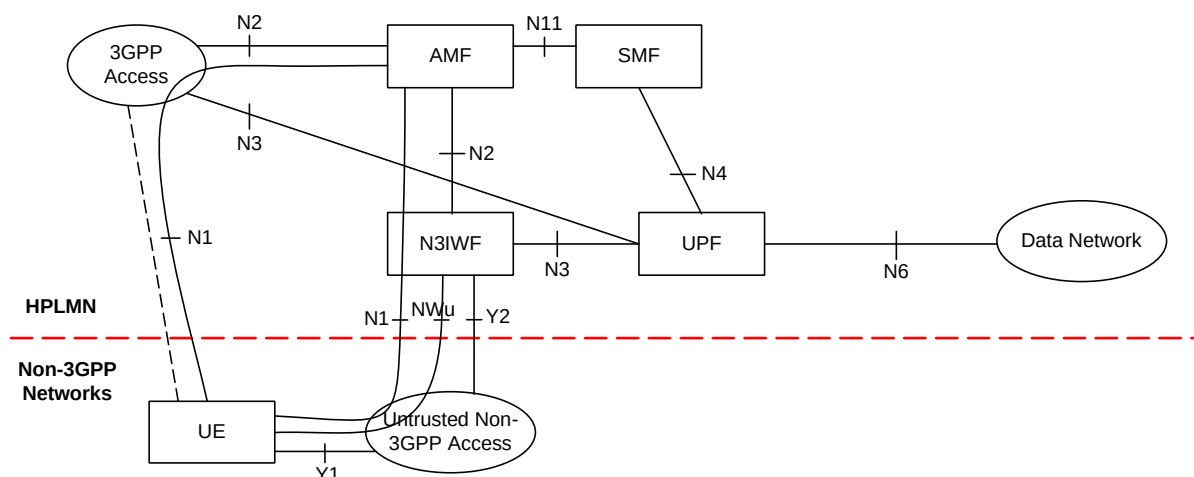 N2
3GPP
Access
AMF
N11
SMF
N3
N2
N4
N1
N3IWF
N3
UPF
N6
Data Network
HPLMN
N1
NWu
Y2
Non-3GPP
Networks
UE
Untrusted Non-
3GPP Access
Y1